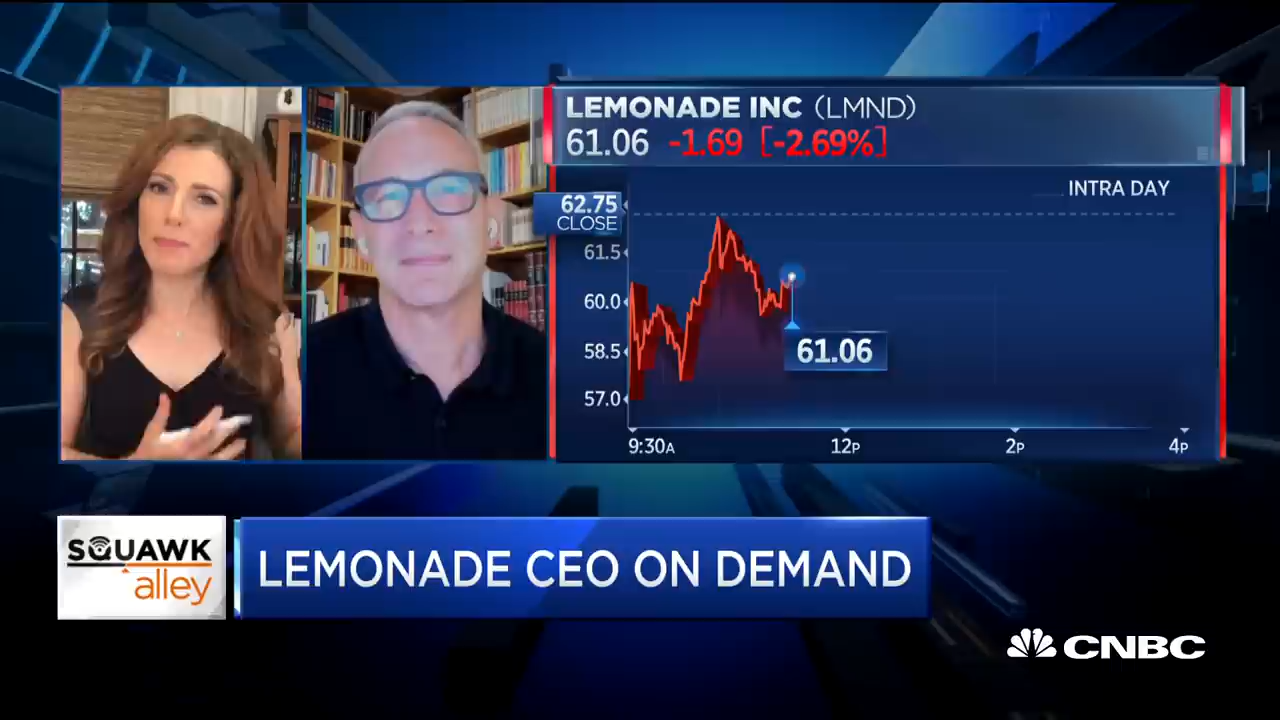 LEMONADE INC (LMND)
61.06 -1.69 [-2.69%]
INTRA DAY
62.75
CLOSE
61.5
60.0
58.5
57.0
61.06
9:30A
12P
2P
4P
SQUAWK
alley
LEMONADE CEO ON DEMAND
CNBC